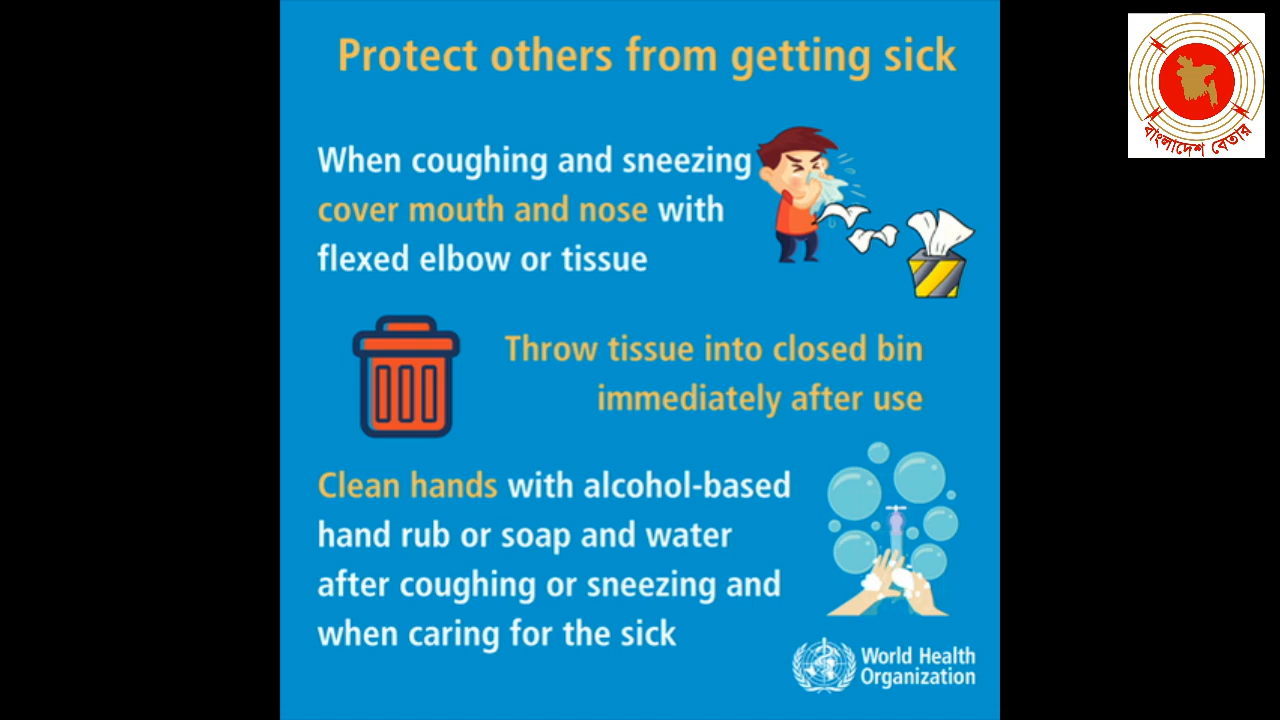 Protect others from getting sick
When coughing and sneezing
cover mouth and nose with
flexed elbow or tissue
Throw tissue into closed bin
immediately after use
Clean hands with alcohol-based
hand rub or soap and water
after coughing or sneezing and
when caring for the sick
World Health
Organization
বাংলাদেশ বেতার